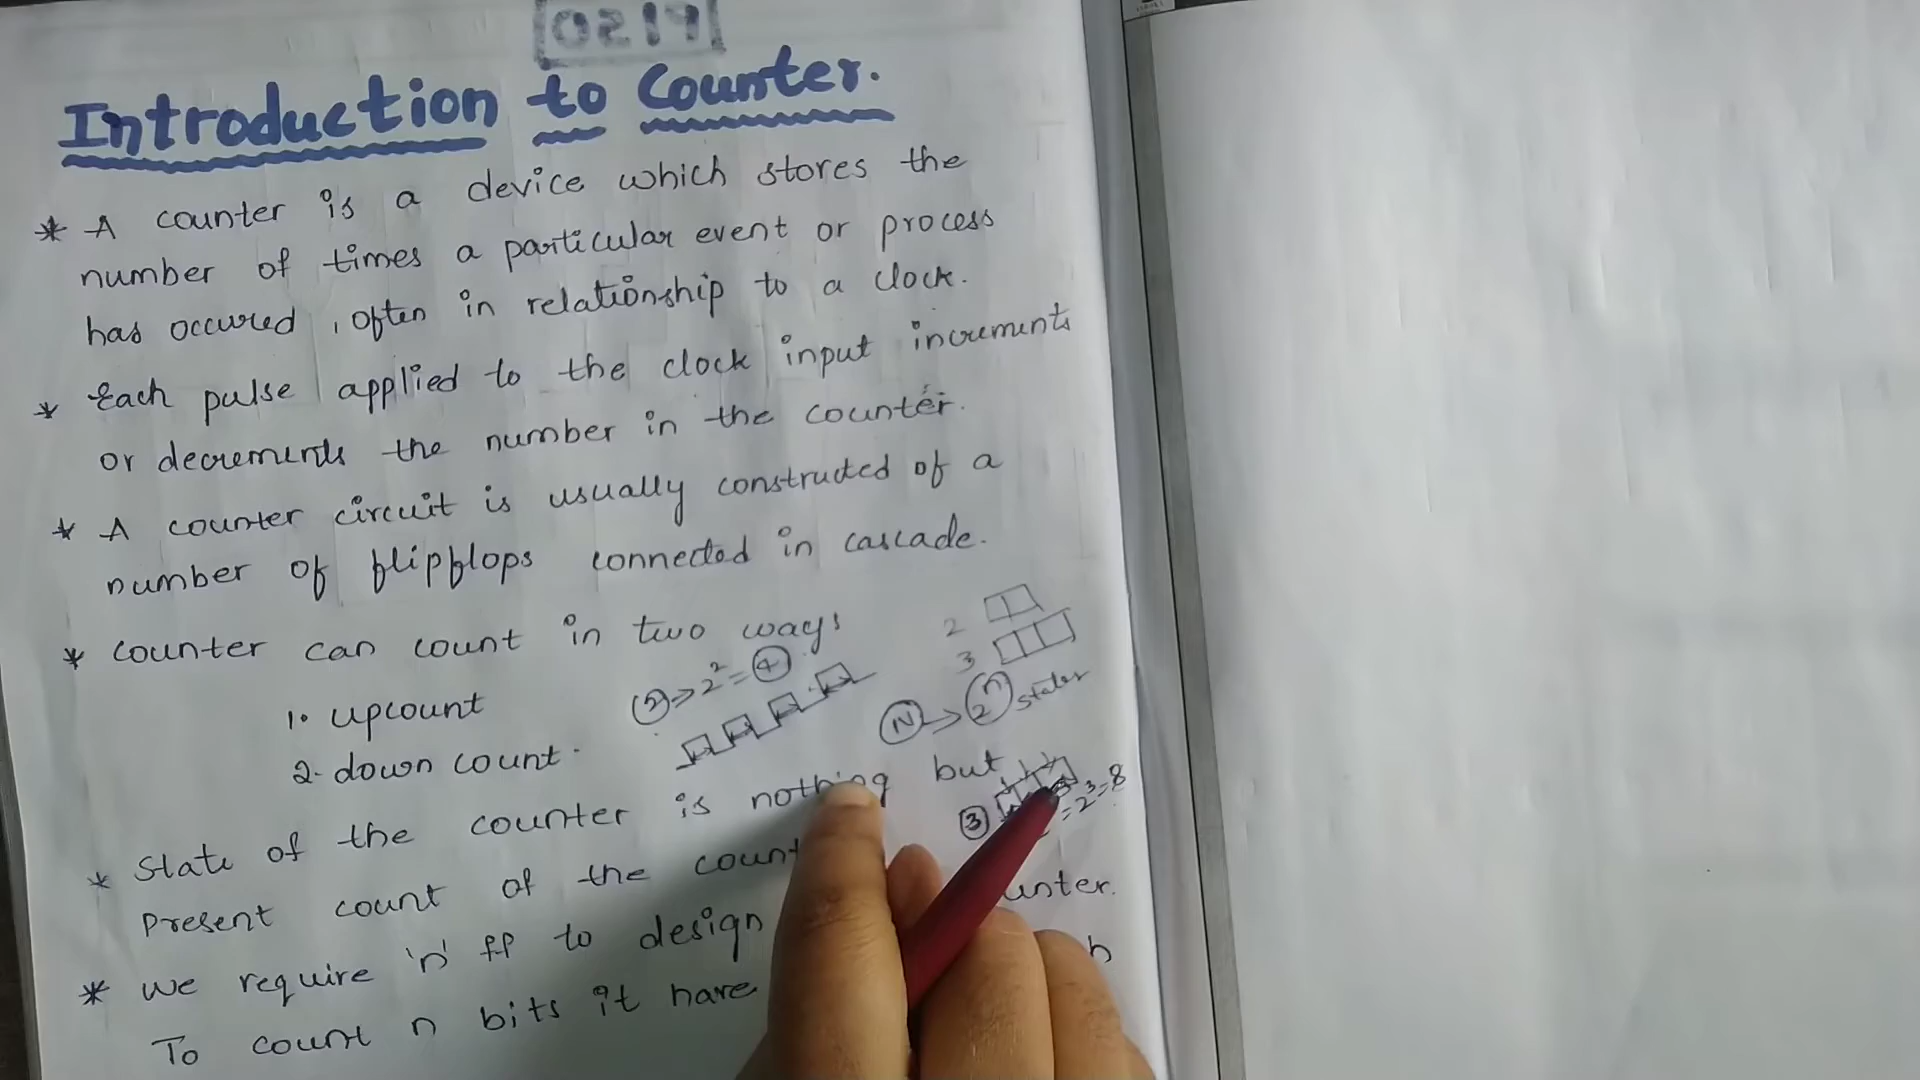 Introduction to Counter.
* A counter is a device which stores the
number of times a particular event or process
has occured, often in relationship to a clock.
* Each pulse applied to the clock input increments
or decrements the number in the counter.
* A counter circuit is usually constructed of a
number of flipflops connected in cascade.
* counter can count in two ways
1. upcount
2. down count.
2
3
2 => 2² = 4
N -> 2ⁿ states
* State of the counter is nothing but
3
= 2³ = 8
Present count of the
* We require 'n' ff to design
To count n bits it have